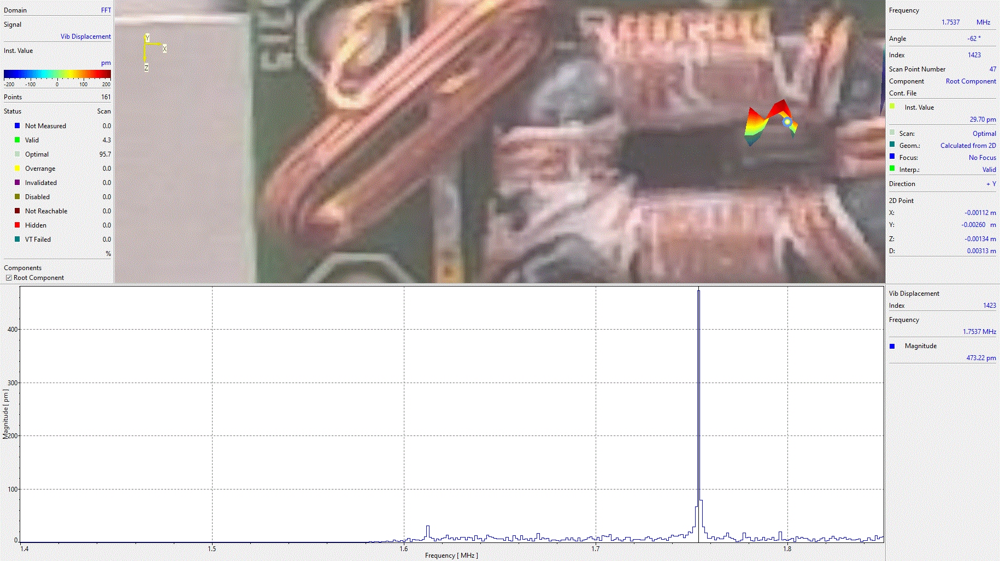 Domain FFT
Signal
Vib Displacement
Inst. Value
pm
-200 -100 0 100 200
Points 161
Status Scan
Not Measured 0.0
Valid 4.3
Optimal 95.7
Overrange 0.0
Invalidated 0.0
Disabled 0.0
Not Reachable 0.0
Hidden 0.0
VT Failed 0.0
%
Components
Root Component
Y
X
Z
Frequency
1.7537 MHz
Angle -62 °
Index 1423
Scan Point Number 47
Component Root Component
Cont. File
Inst. Value
29.70 pm
Scan: Optimal
Geom.: Calculated from 2D
Focus: No Focus
Interp.: Valid
Direction + Y
2D Point
X: -0.00112 m
Y: -0.00260 m
Z: -0.00134 m
D: 0.00313 m
400
300
200
100
0
Magnitude [ pm ]
1.4 1.5 1.6 1.7 1.8
Frequency [ MHz ]
Vib Displacement
Index 1423
Frequency
1.7537 MHz
Magnitude
473.22 pm